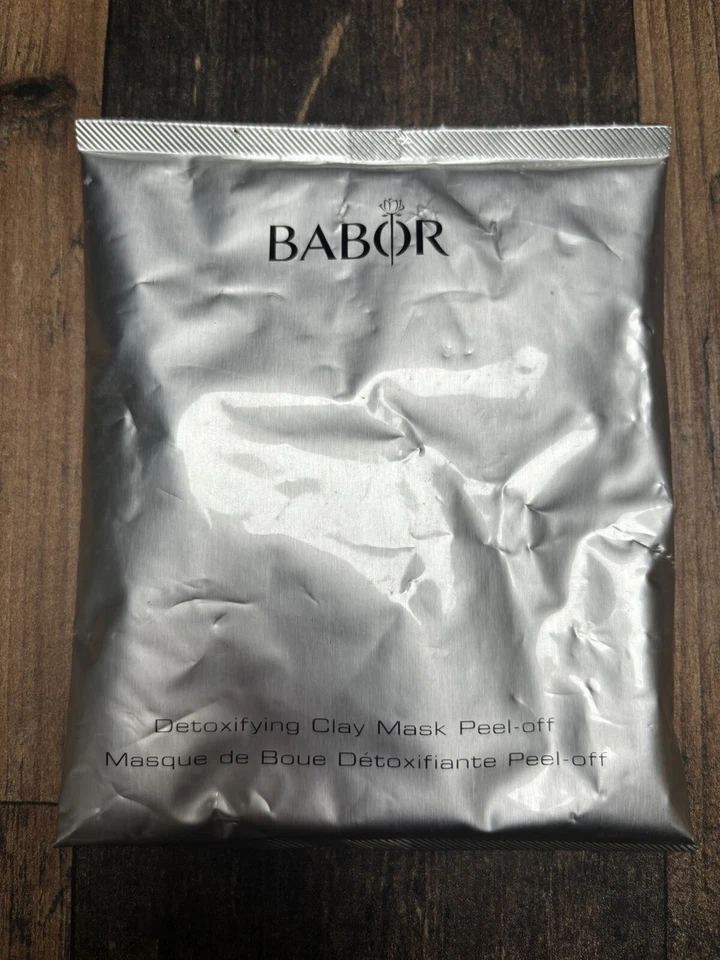 BABOR
Detoxifying Clay Mask Peel-off
Masque de Boue Détoxifiante Peel-off